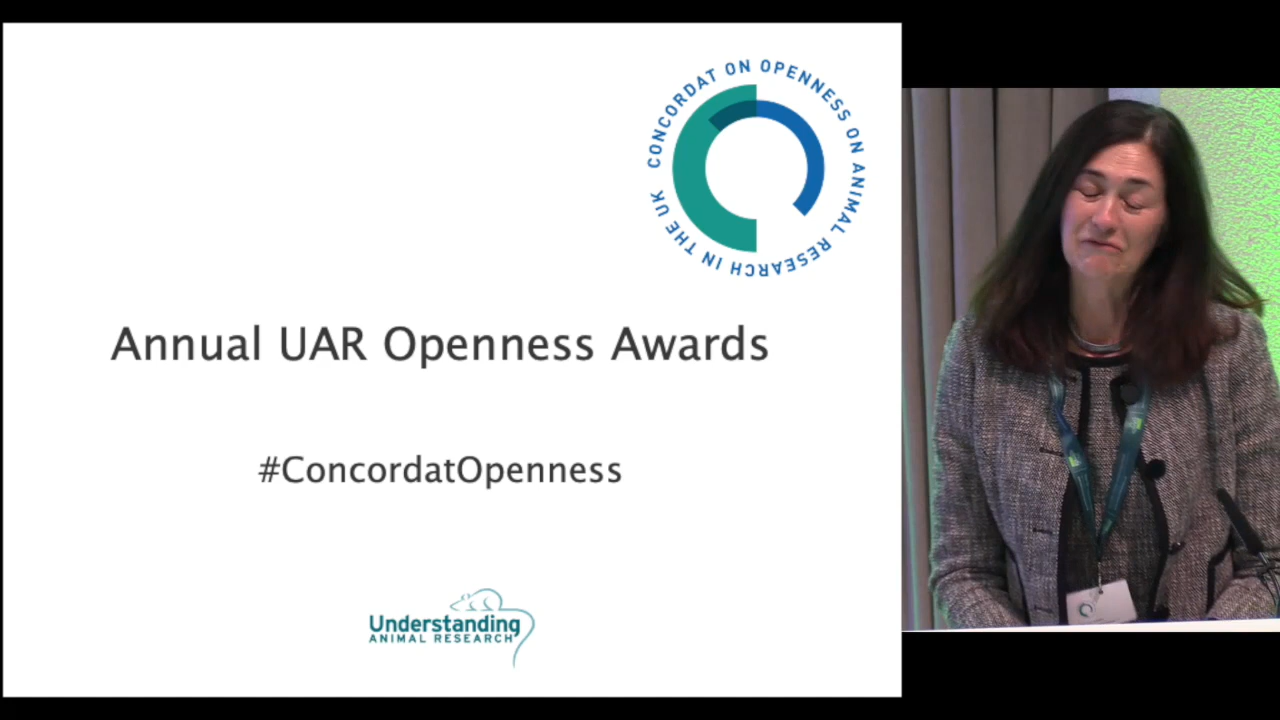 CONCORDAT ON OPENNESS ON ANIMAL RESEARCH IN THE UK
Annual UAR Openness Awards
#ConcordatOpenness
Understanding
ANIMAL RESEARCH